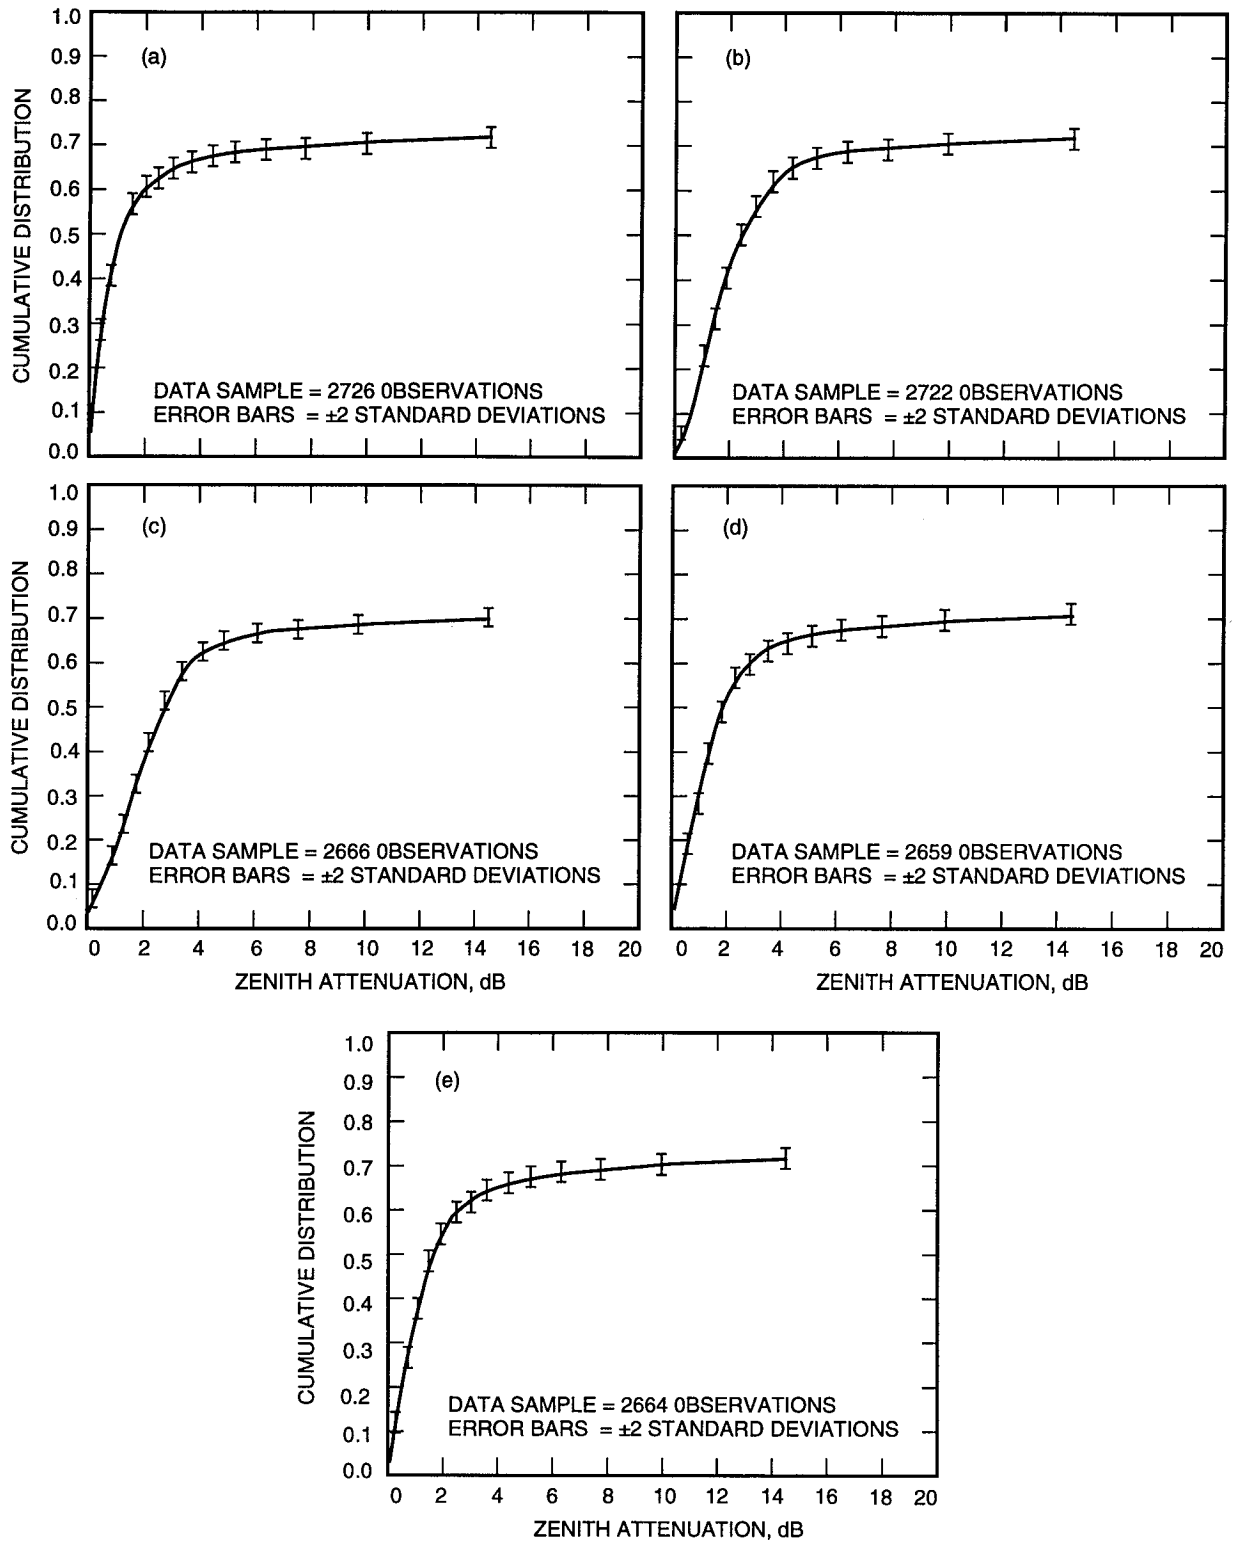 1.0
0.9
0.8
0.7
0.6
0.5
0.4
0.3
0.2
0.1
0.0
CUMULATIVE DISTRIBUTION
(a)
DATA SAMPLE = 2726 0BSERVATIONS
ERROR BARS = ±2 STANDARD DEVIATIONS
(b)
DATA SAMPLE = 2722 0BSERVATIONS
ERROR BARS = ±2 STANDARD DEVIATIONS
1.0
0.9
0.8
0.7
0.6
0.5
0.4
0.3
0.2
0.1
0.0
CUMULATIVE DISTRIBUTION
(c)
DATA SAMPLE = 2666 0BSERVATIONS
ERROR BARS = ±2 STANDARD DEVIATIONS
0 2 4 6 8 10 12 14 16 18 20
ZENITH ATTENUATION, dB
(d)
DATA SAMPLE = 2659 0BSERVATIONS
ERROR BARS = ±2 STANDARD DEVIATIONS
0 2 4 6 8 10 12 14 16 18 20
ZENITH ATTENUATION, dB
1.0
0.9
0.8
0.7
0.6
0.5
0.4
0.3
0.2
0.1
0.0
CUMULATIVE DISTRIBUTION
(e)
DATA SAMPLE = 2664 0BSERVATIONS
ERROR BARS = ±2 STANDARD DEVIATIONS
0 2 4 6 8 10 12 14 16 18 20
ZENITH ATTENUATION, dB